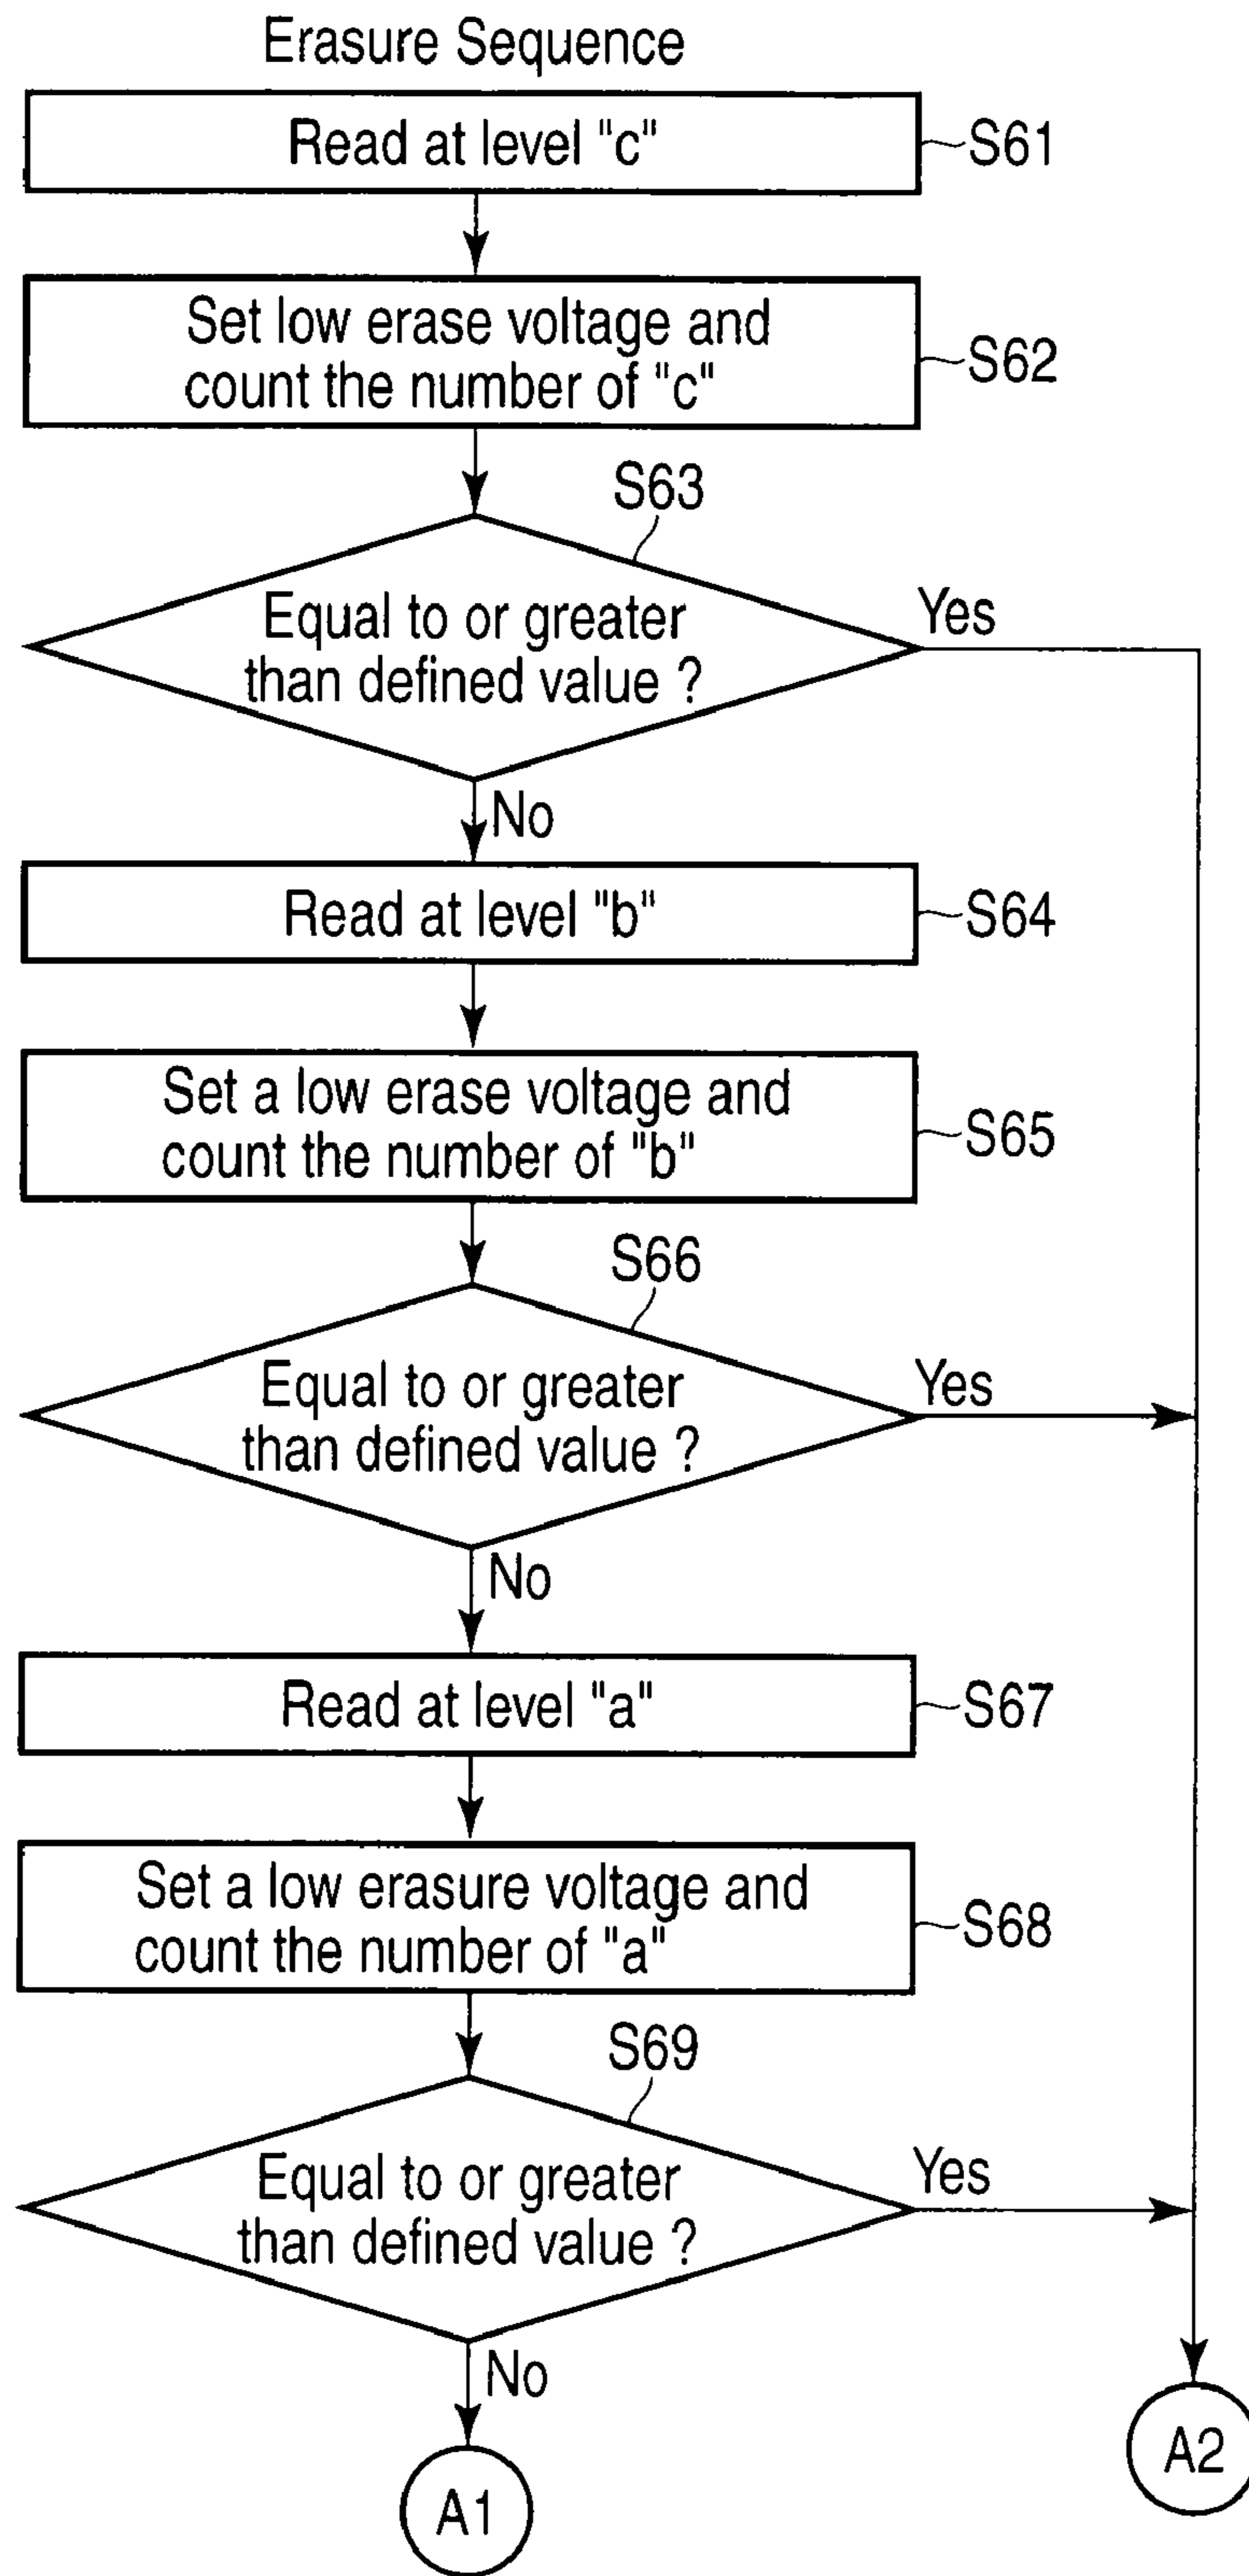 Erasure Sequence
Read at level "c"
S61
Set low erase voltage and
count the number of "c"
S62
S63
Equal to or greater
than defined value ?
Yes
No
Read at level "b"
S64
Set a low erase voltage and
count the number of "b"
S65
S66
Equal to or greater
than defined value ?
Yes
No
Read at level "a"
S67
Set a low erasure voltage and
count the number of "a"
S68
S69
Equal to or greater
than defined value ?
Yes
No
A1
A2